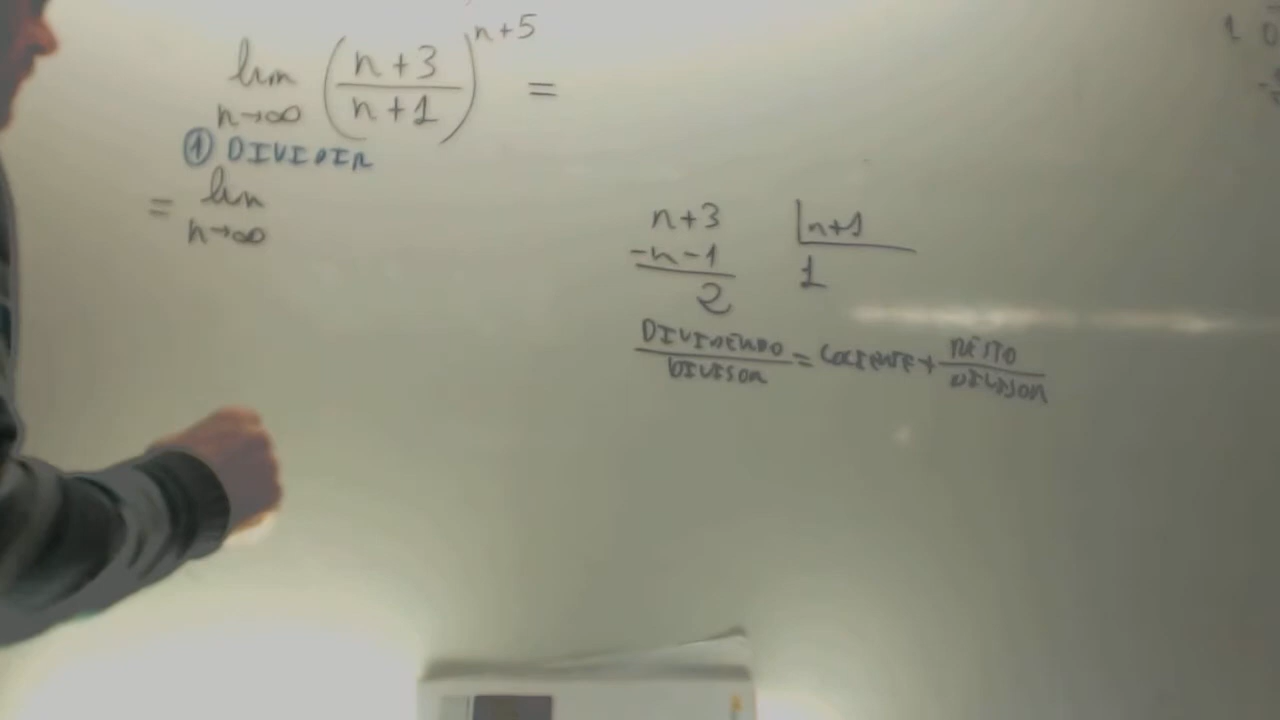 lim n→∞ (n+3 / n+1)^n+5 =
① DIVIDIR
= lim n→∞
n+3 | n+1
-n-1 1
2
DIVIDENDO / DIVISOR = COCIENTE + RESTO / DIVISOR